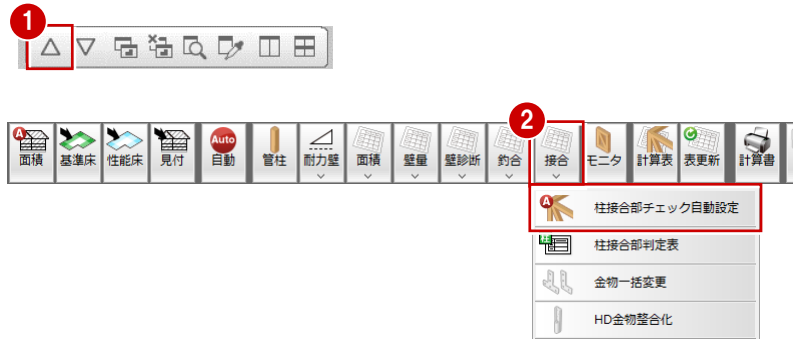 1
2
A
面積 基準床 性能床 見付 Auto 自動 管柱 耐力壁 面積 壁量 壁診断 釣合 接合 モニタ 計算表 表更新 計算書
A 柱接合部チェック自動設定
柱 柱接合部判定表
金物一括変更
HD金物整合化